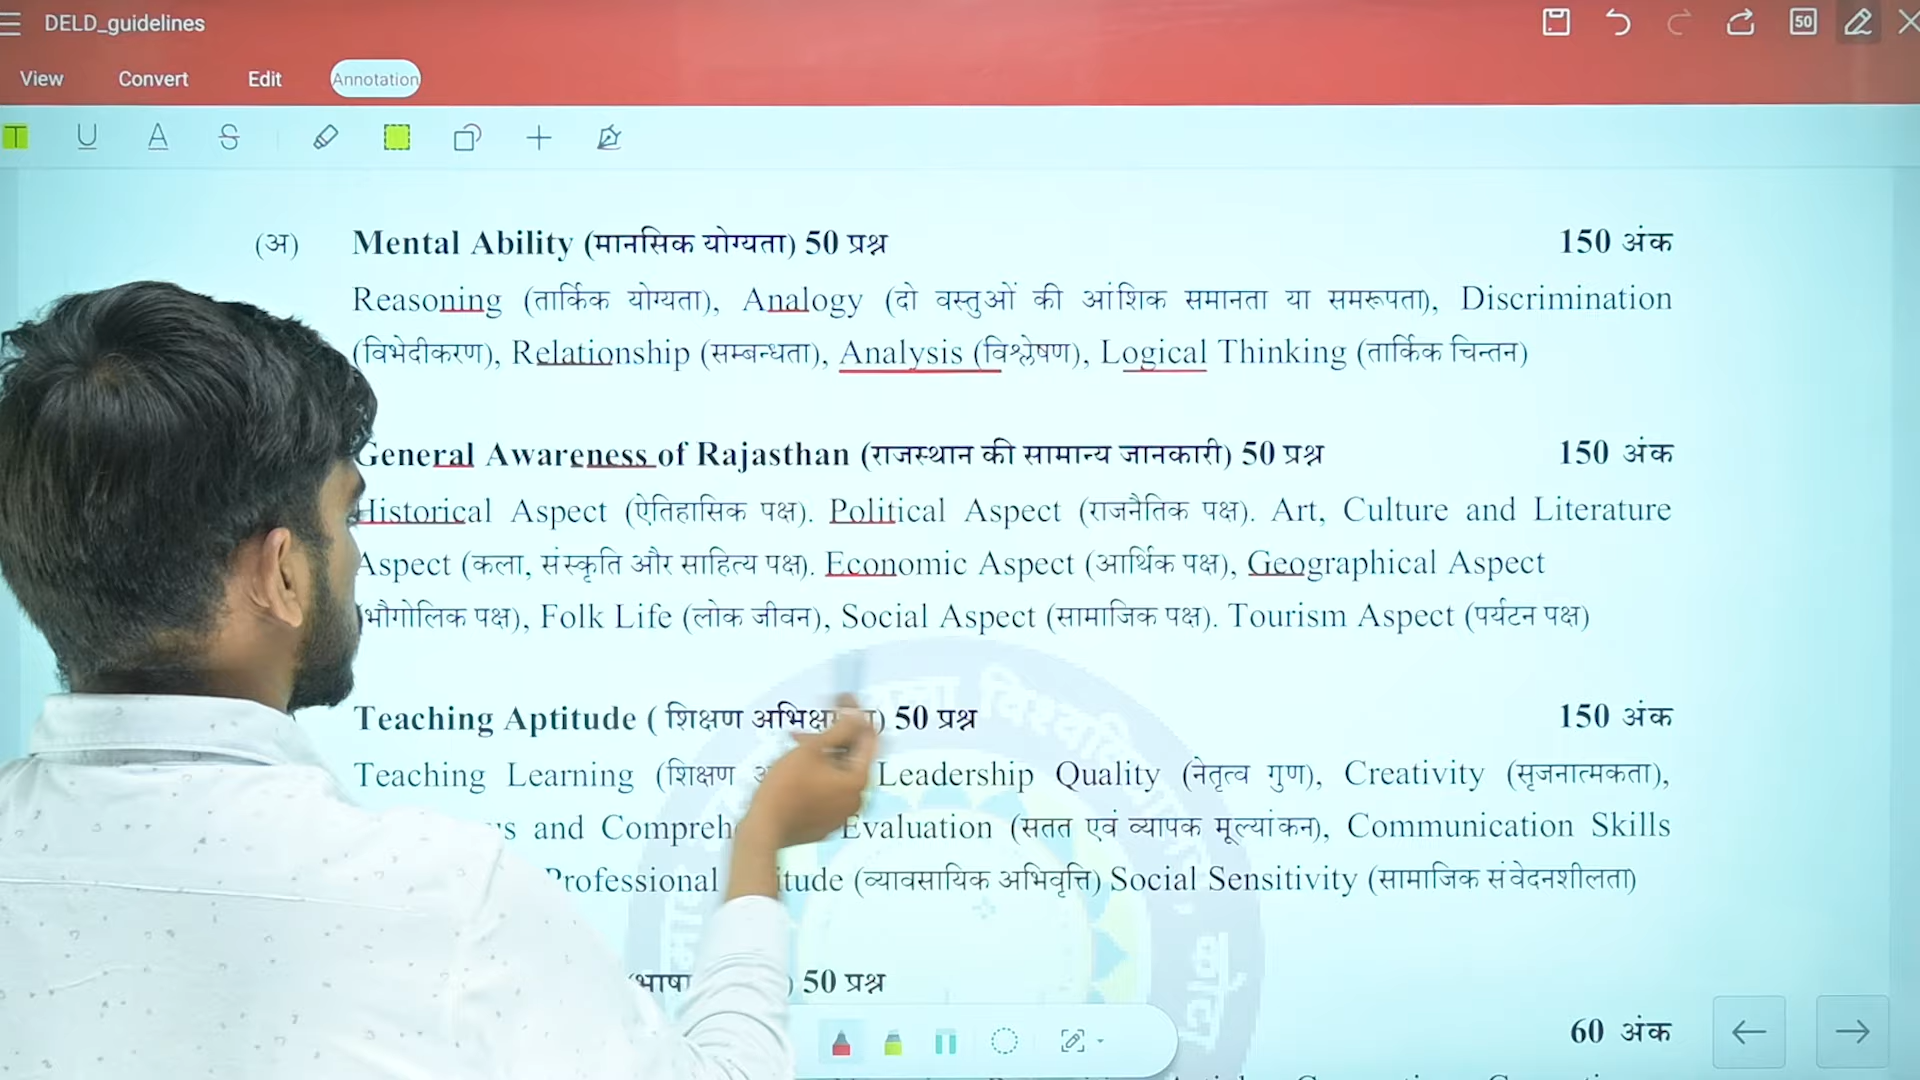 DELD_guidelines
50
View Convert Edit Annotation
T U A S
(अ) Mental Ability (मानसिक योग्यता) 50 प्रश्न 150 अंक
Reasoning (तार्किक योग्यता), Analogy (दो वस्तुओं की आंशिक समानता या समरूपता), Discrimination
(विभेदीकरण), Relationship (सम्बन्धता), Analysis (विश्लेषण), Logical Thinking (तार्किक चिन्तन)
General Awareness of Rajasthan (राजस्थान की सामान्य जानकारी) 50 प्रश्न 150 अंक
Historical Aspect (ऐतिहासिक पक्ष). Political Aspect (राजनैतिक पक्ष). Art, Culture and Literature
Aspect (कला, संस्कृति और साहित्य पक्ष). Economic Aspect (आर्थिक पक्ष), Geographical Aspect
(भौगोलिक पक्ष), Folk Life (लोक जीवन), Social Aspect (सामाजिक पक्ष). Tourism Aspect (पर्यटन पक्ष)
Teaching Aptitude ( शिक्षण 50 प्रश्न 150 अंक
Teaching Learning (शिक्षण Leadership Quality (नेतृत्व गुण), Creativity (सृजनात्मकता),
and Evaluation (सतत एवं व्यापक मूल्यांकन), Communication Skills
Professional (व्यावसायिक अभिवृत्ति) Social Sensitivity (सामाजिक संवेदनशीलता)
50 प्रश्न
60 अंक